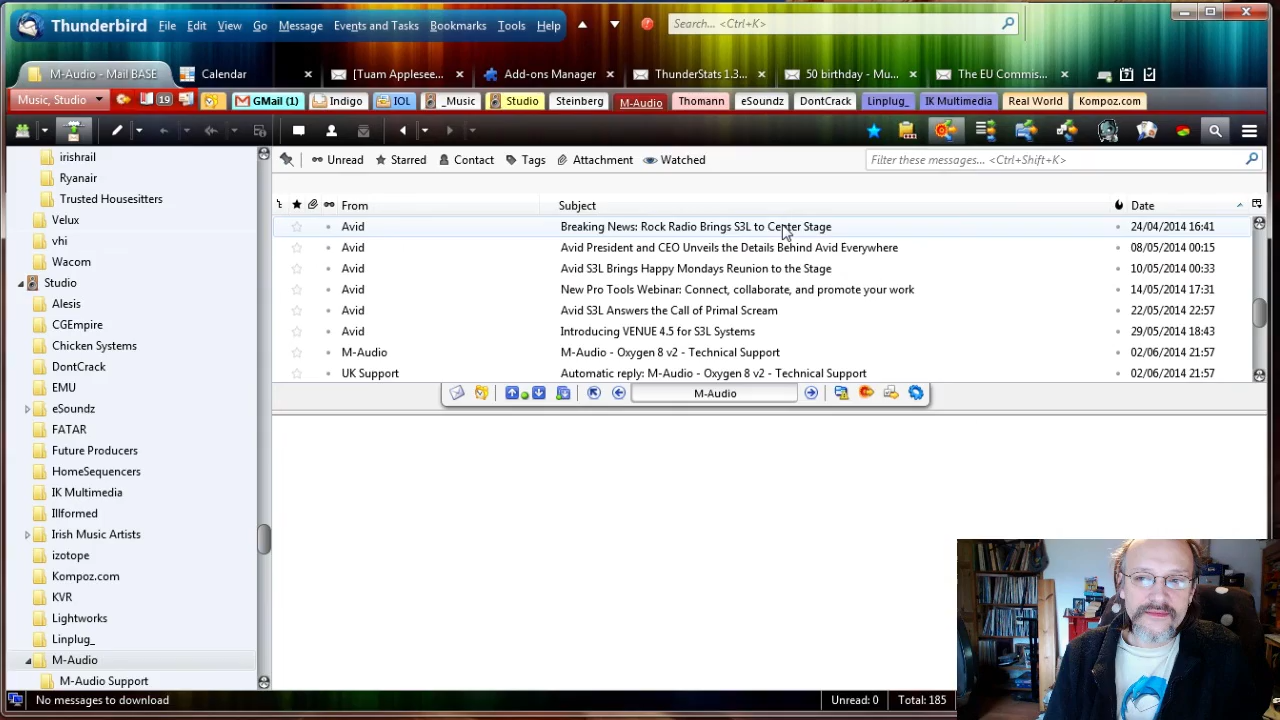 Thunderbird File Edit View Go Message Events and Tasks Bookmarks Tools Help Search... <Ctrl+K>
M-Audio - Mail BASE Calendar [Tuam Appleseе... Add-ons Manager ThunderStats 1.3... 50 birthday - Mu... The EU Commis...
Music, Studio 19 GMail (1) Indigo IOL _Music Studio Steinberg M-Audio Thomann eSoundz DontCrack Linplug_ IK Multimedia Real World Kompoz.com
irishrail
Ryanair
Trusted Housesitters
Velux
vhi
Wacom
Studio
Alesis
CGEmpire
Chicken Systems
DontCrack
EMU
eSoundz
FATAR
Future Producers
HomeSequencers
IK Multimedia
Illformed
Irish Music Artists
izotope
Kompoz.com
KVR
Lightworks
Linplug_
M-Audio
M-Audio Support
Unread Starred Contact Tags Attachment Watched Filter these messages... <Ctrl+Shift+K>
From Subject Date
Avid Breaking News: Rock Radio Brings S3L to Center Stage 24/04/2014 16:41
Avid Avid President and CEO Unveils the Details Behind Avid Everywhere 08/05/2014 00:15
Avid Avid S3L Brings Happy Mondays Reunion to the Stage 10/05/2014 00:33
Avid New Pro Tools Webinar: Connect, collaborate, and promote your work 14/05/2014 17:31
Avid Avid S3L Answers the Call of Primal Scream 22/05/2014 22:57
Avid Introducing VENUE 4.5 for S3L Systems 29/05/2014 18:43
M-Audio M-Audio - Oxygen 8 v2 - Technical Support 02/06/2014 21:57
UK Support Automatic reply: M-Audio - Oxygen 8 v2 - Technical Support 02/06/2014 21:57
M-Audio
No messages to download Unread: 0 Total: 185